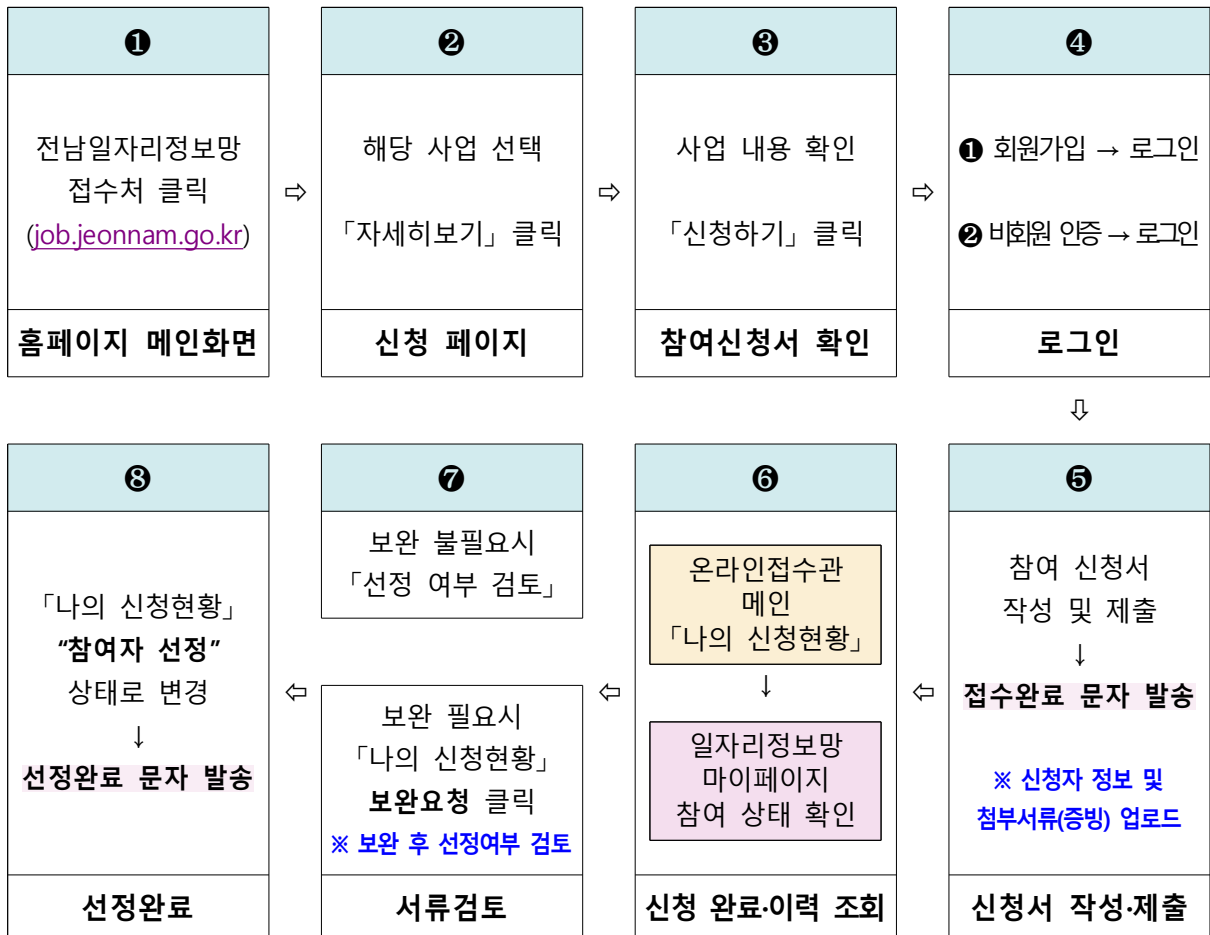 ❶
전남일자리정보망
접수처 클릭
(job.jeonnam.go.kr)
홈페이지 메인화면
⇨
❷
해당 사업 선택
「자세히보기」 클릭
신청 페이지
⇨
❸
사업 내용 확인
「신청하기」 클릭
참여신청서 확인
⇨
❹
❶ 회원가입 → 로그인
❷ 비회원 인증 → 로그인
로그인
⇩
❺
참여 신청서
작성 및 제출
↓
접수완료 문자 발송
※ 신청자 정보 및
첨부서류(증빙) 업로드
신청서 작성·제출
⇦
❻
온라인접수관
메인
「나의 신청현황」
↓
일자리정보망
마이페이지
참여 상태 확인
신청 완료·이력 조회
⇦
❼
보완 불필요시
「선정 여부 검토」
보완 필요시
「나의 신청현황」
보완요청 클릭
※ 보완 후 선정여부 검토
서류검토
⇦
❽
「나의 신청현황」
“참여자 선정”
상태로 변경
↓
선정완료 문자 발송
선정완료